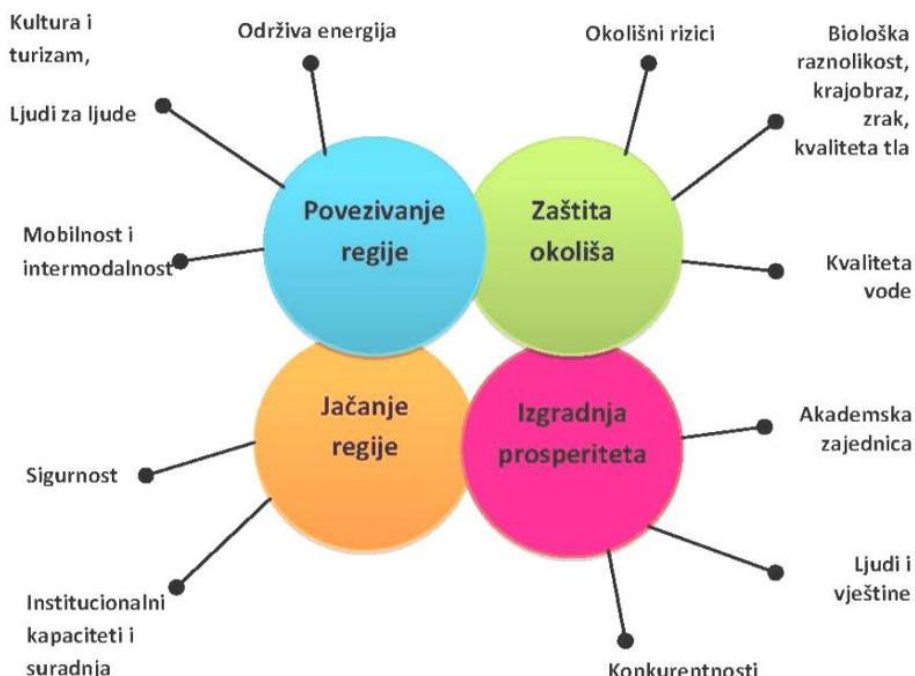 Kultura i
turizam,
Ljudi za ljude
Održiva energija
Okolišni rizici
Biološka
raznolikost,
krajobraz,
zrak,
kvaliteta tla
Povezivanje
regije
Zaštita
okoliša
Mobilnost i
intermodalnost
Kvaliteta
vode
Jačanje
regije
Izgradnja
prosperiteta
Akademska
zajednica
Sigurnost
Ljudi i
vještine
Institucionalni
kapaciteti i
suradnja
Konkurentnosti